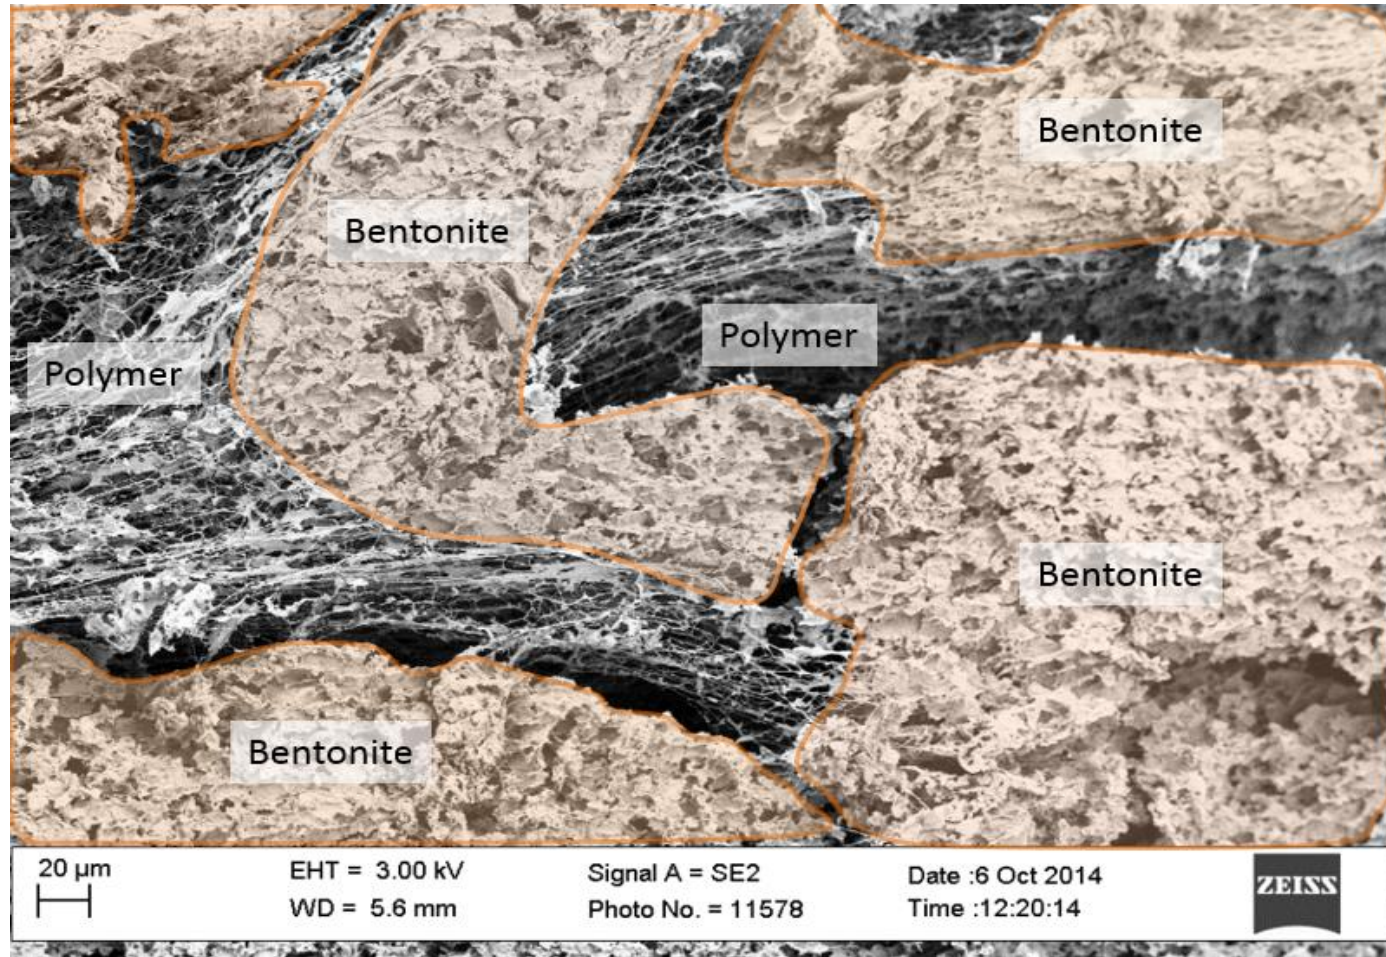 Bentonite
Bentonite
Polymer
Polymer
Bentonite
Bentonite
20 µm
EHT = 3.00 kV
WD = 5.6 mm
Signal A = SE2
Photo No. = 11578
Date :6 Oct 2014
Time :12:20:14
ZEISS